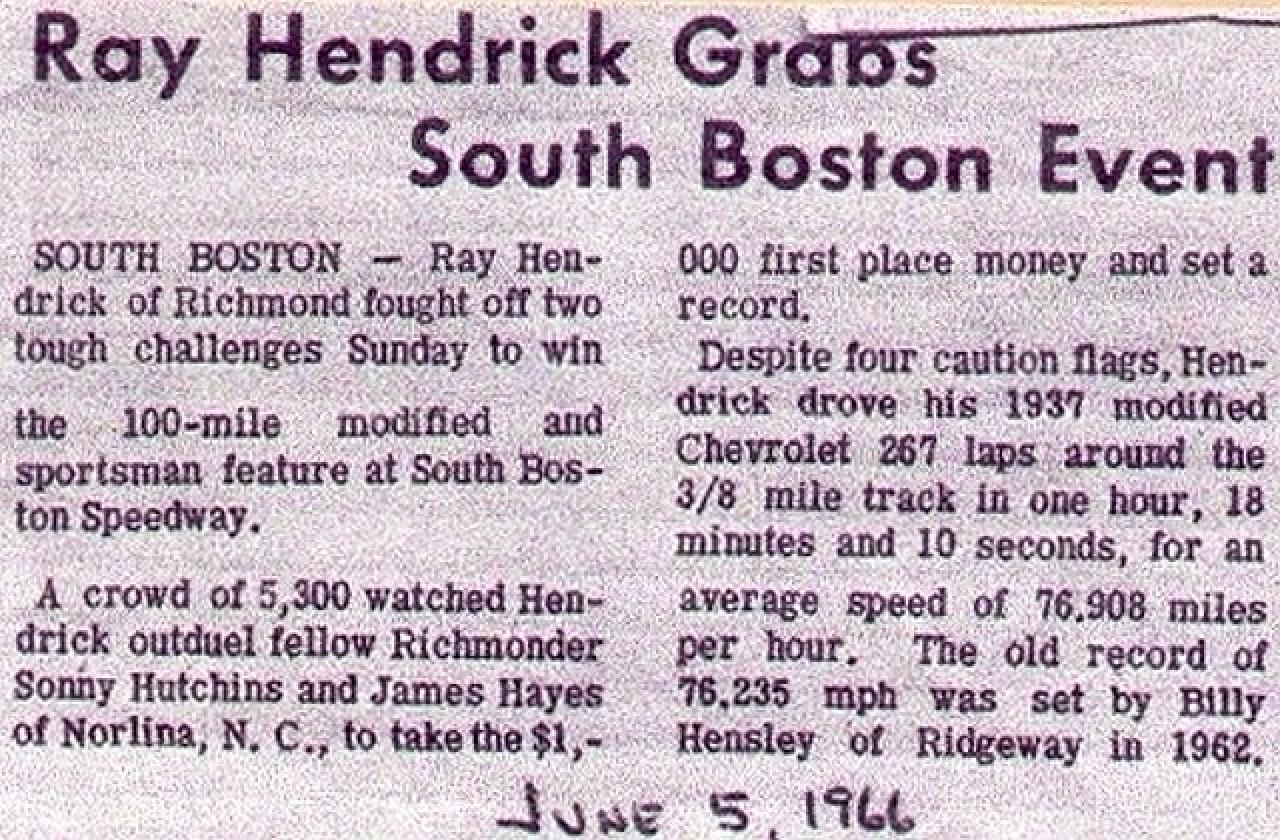 Ray Hendrick Grabs
South Boston Event
SOUTH BOSTON — Ray Hen-
drick of Richmond fought off two
tough challenges Sunday to win
the 100-mile modified and
sportsman feature at South Bos-
ton Speedway.
A crowd of 5,300 watched Hen-
drick outduel fellow Richmonder
Sonny Hutchins and James Hayes
of Norlina, N. C., to take the $1,-
000 first place money and set a
record.
Despite four caution flags, Hen-
drick drove his 1937 modified
Chevrolet 267 laps around the
3/8 mile track in one hour, 18
minutes and 10 seconds, for an
average speed of 76.908 miles
per hour. The old record of
76.235 mph was set by Billy
Hensley of Ridgeway in 1962.
JUNE 5, 1966